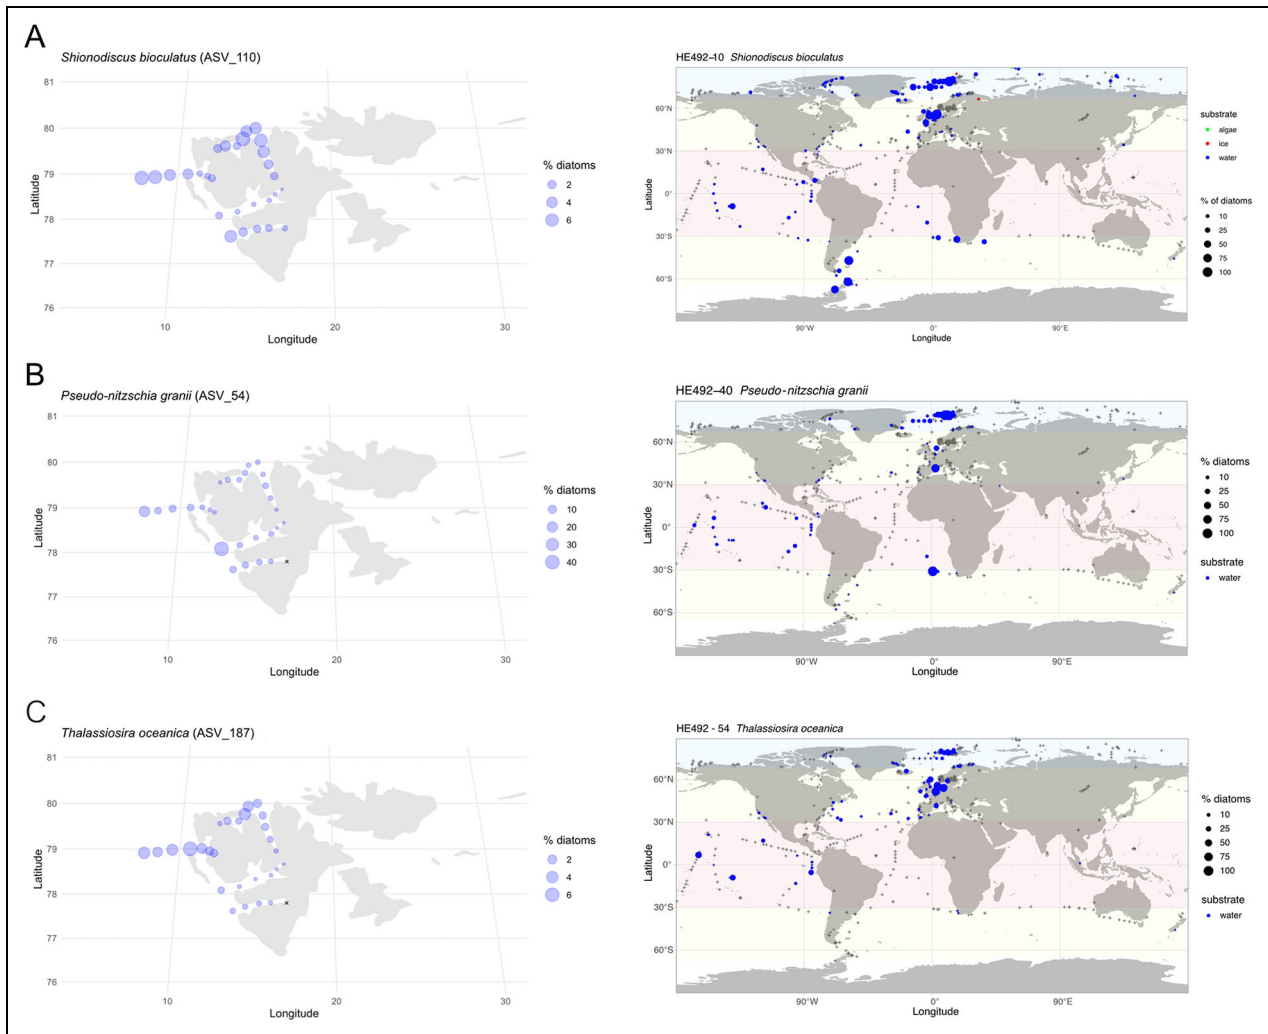 A
Shionodiscus bioculatus (ASV_110)
81
80
79
78
77
76
Latitude
10
20
30
Longitude
% diatoms
2
4
6
HE492–10 Shionodiscus bioculatus
60°N
30°N
0°
30°S
60°S
Latitude
90°W
0°
90°E
Longitude
substrate
algae
ice
water
% of diatoms
10
25
50
75
100
B
Pseudo-nitzschia granii (ASV_54)
81
80
79
78
77
76
Latitude
10
20
30
Longitude
% diatoms
10
20
30
40
HE492–40 Pseudo-nitzschia granii
60°N
30°N
0°
30°S
60°S
Latitude
90°W
0°
90°E
Longitude
% diatoms
10
25
50
75
100
substrate
water
C
Thalassiosira oceanica (ASV_187)
81
80
79
78
77
76
Latitude
10
20
30
Longitude
% diatoms
2
4
6
HE492 - 54 Thalassiosira oceanica
60°N
30°N
0°
30°S
60°S
Latitude
90°W
0°
90°E
Longitude
% diatoms
10
25
50
75
100
substrate
water